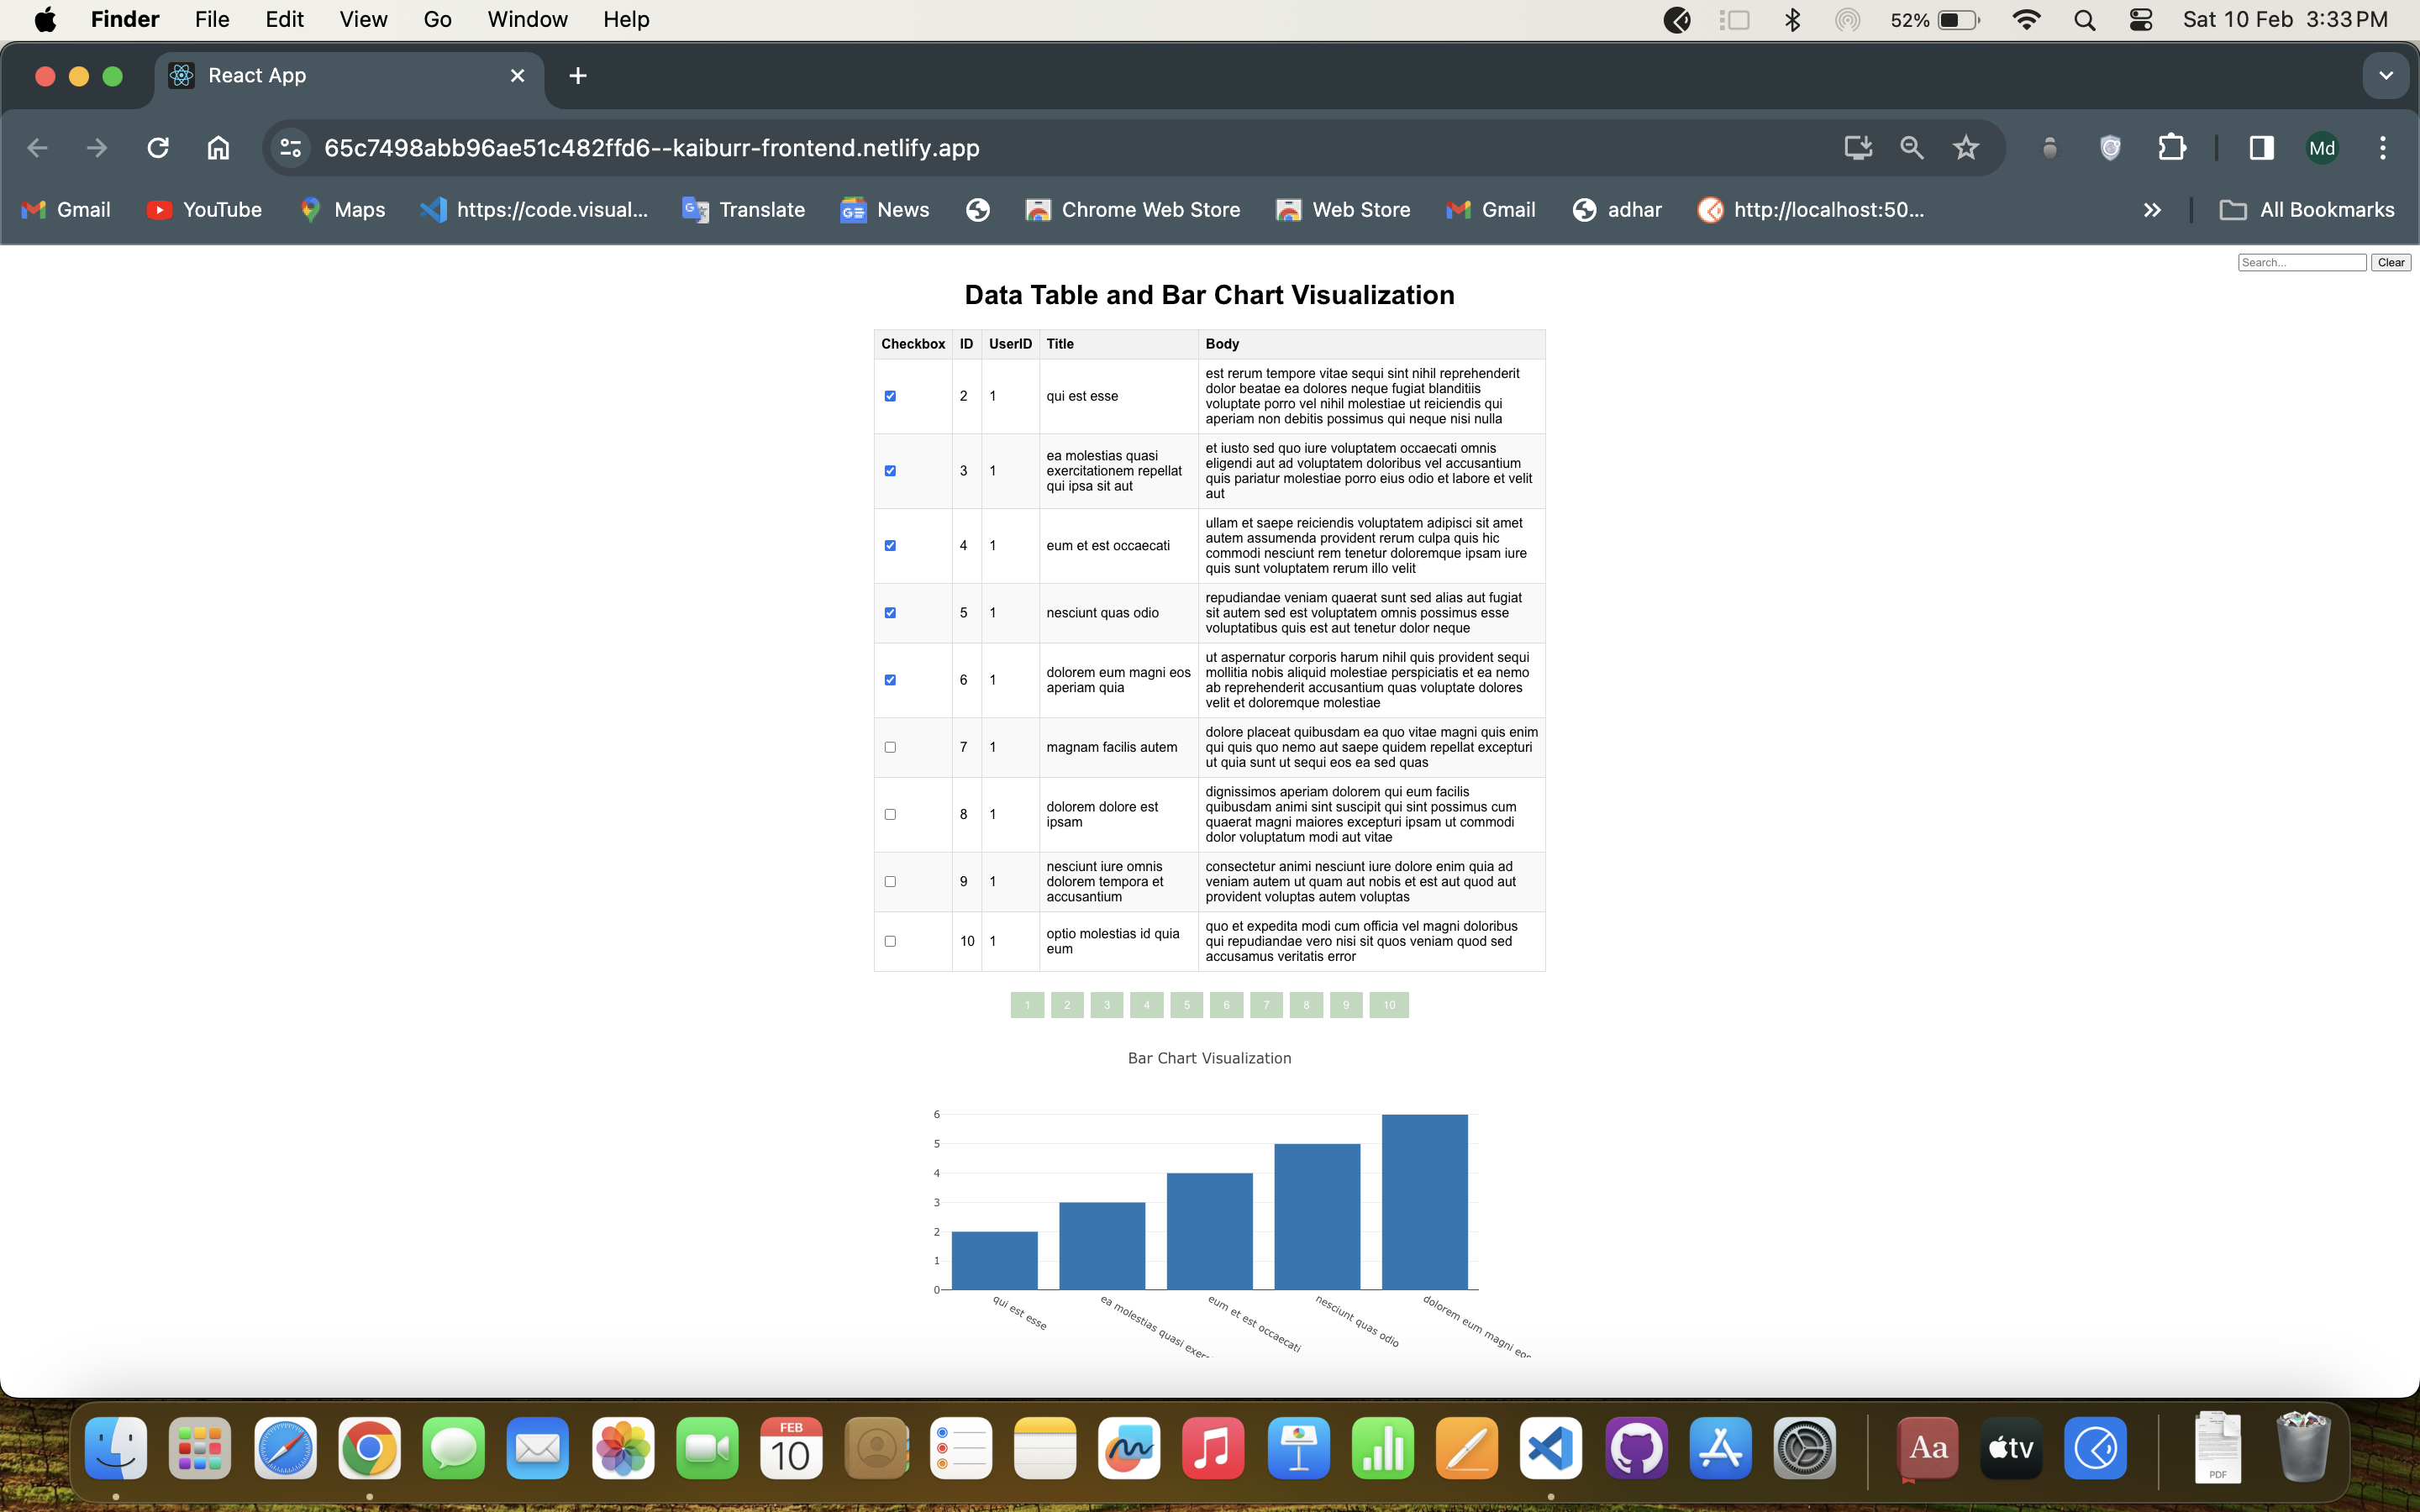 Finder File Edit View Go Window Help 52% Sat 10 Feb 3:33 PM
React App
65c7498abb96ae51c482ffd6--kaiburr-frontend.netlify.app Md
Gmail YouTube Maps https://code.visual... Translate News Chrome Web Store Web Store Gmail adhar http://localhost:50... All Bookmarks
Search... Clear
Data Table and Bar Chart Visualization
Checkbox ID UserID Title Body
2 1 qui est esse
est rerum tempore vitae sequi sint nihil reprehenderit
dolor beatae ea dolores neque fugiat blanditiis
voluptate porro vel nihil molestiae ut reiciendis qui
aperiam non debitis possimus qui neque nisi nulla
3 1
ea molestias quasi
exercitationem repellat
qui ipsa sit aut
et iusto sed quo iure voluptatem occaecati omnis
eligendi aut ad voluptatem doloribus vel accusantium
quis pariatur molestiae porro eius odio et labore et velit
aut
4 1 eum et est occaecati
ullam et saepe reiciendis voluptatem adipisci sit amet
autem assumenda provident rerum culpa quis hic
commodi nesciunt rem tenetur doloremque ipsam iure
quis sunt voluptatem rerum illo velit
5 1 nesciunt quas odio
repudiandae veniam quaerat sunt sed alias aut fugiat
sit autem sed est voluptatem omnis possimus esse
voluptatibus quis est aut tenetur dolor neque
6 1
dolorem eum magni eos
aperiam quia
ut aspernatur corporis harum nihil quis provident sequi
mollitia nobis aliquid molestiae perspiciatis et ea nemo
ab reprehenderit accusantium quas voluptate dolores
velit et doloremque molestiae
7 1 magnam facilis autem
dolore placeat quibusdam ea quo vitae magni quis enim
qui quis quo nemo aut saepe quidem repellat excepturi
ut quia sunt ut sequi eos ea sed quas
8 1
dolorem dolore est
ipsam
dignissimos aperiam dolorem qui eum facilis
quibusdam animi sint suscipit qui sint possimus cum
quaerat magni maiores excepturi ipsam ut commodi
dolor voluptatum modi aut vitae
9 1
nesciunt iure omnis
dolorem tempora et
accusantium
consectetur animi nesciunt iure dolore enim quia ad
veniam autem ut quam aut nobis et est aut quod aut
provident voluptas autem voluptas
10 1
optio molestias id quia
eum
quo et expedita modi cum officia vel magni doloribus
qui repudiandae vero nisi sit quos veniam quod sed
accusamus veritatis error
1 2 3 4 5 6 7 8 9 10
Bar Chart Visualization
6
5
4
3
2
1
0
qui est esse
ea molestias quasi exer
eum et est occaecati
nesciunt quas odio
dolorem eum magni eos
FEB
10
Aa
tv
PDF